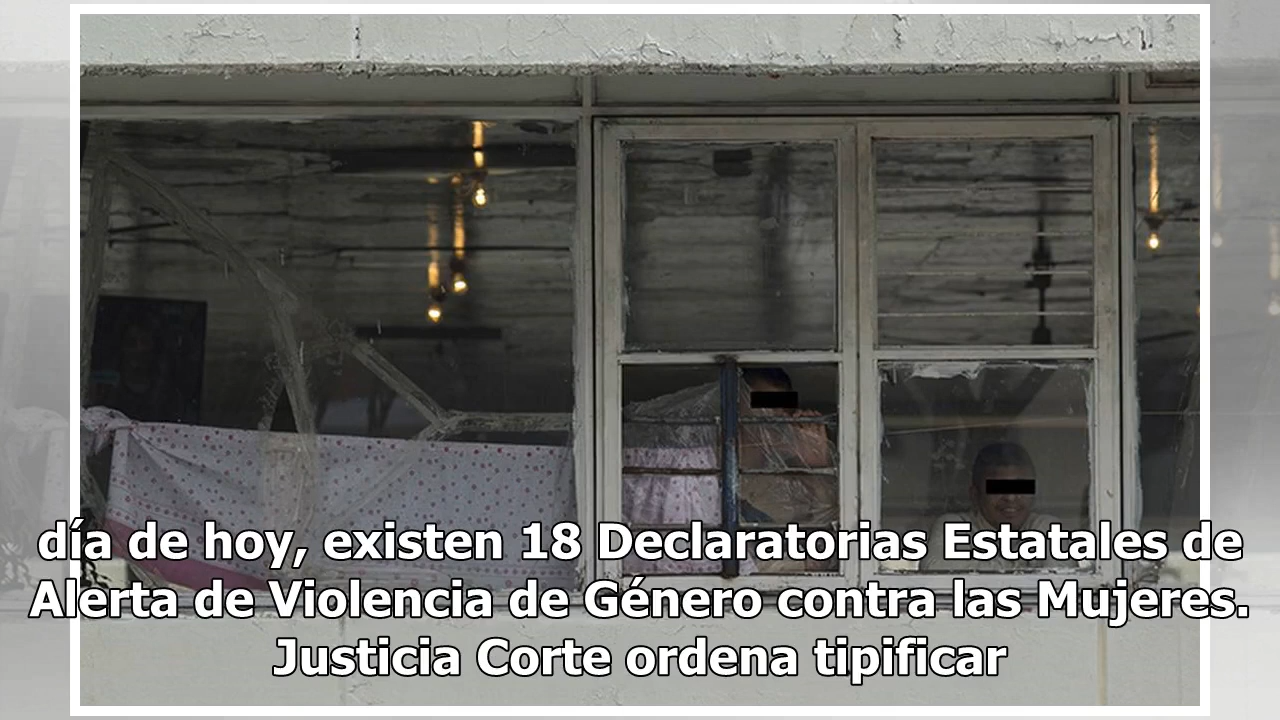 día de hoy, existen 18 Declaratorias Estatales de
Alerta de Violencia de Género contra las Mujeres.
Justicia Corte ordena tipificar